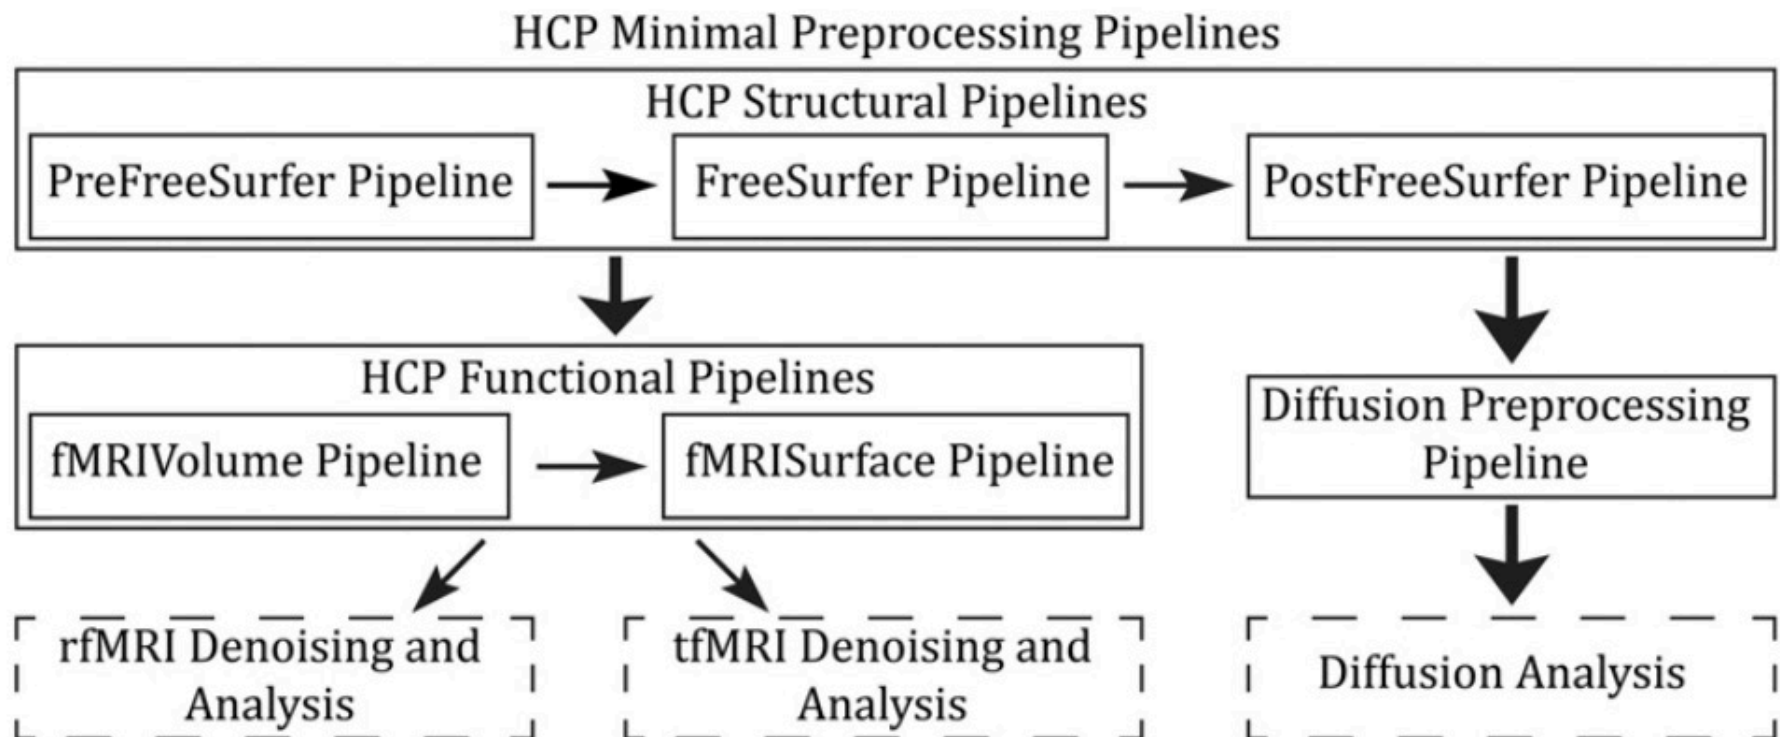 HCP Minimal Preprocessing Pipelines
HCP Structural Pipelines
PreFreeSurfer Pipeline
FreeSurfer Pipeline
PostFreeSurfer Pipeline
HCP Functional Pipelines
fMRIVolume Pipeline
fMRISurface Pipeline
Diffusion Preprocessing
Pipeline
rfMRI Denoising and
Analysis
tfMRI Denoising and
Analysis
Diffusion Analysis